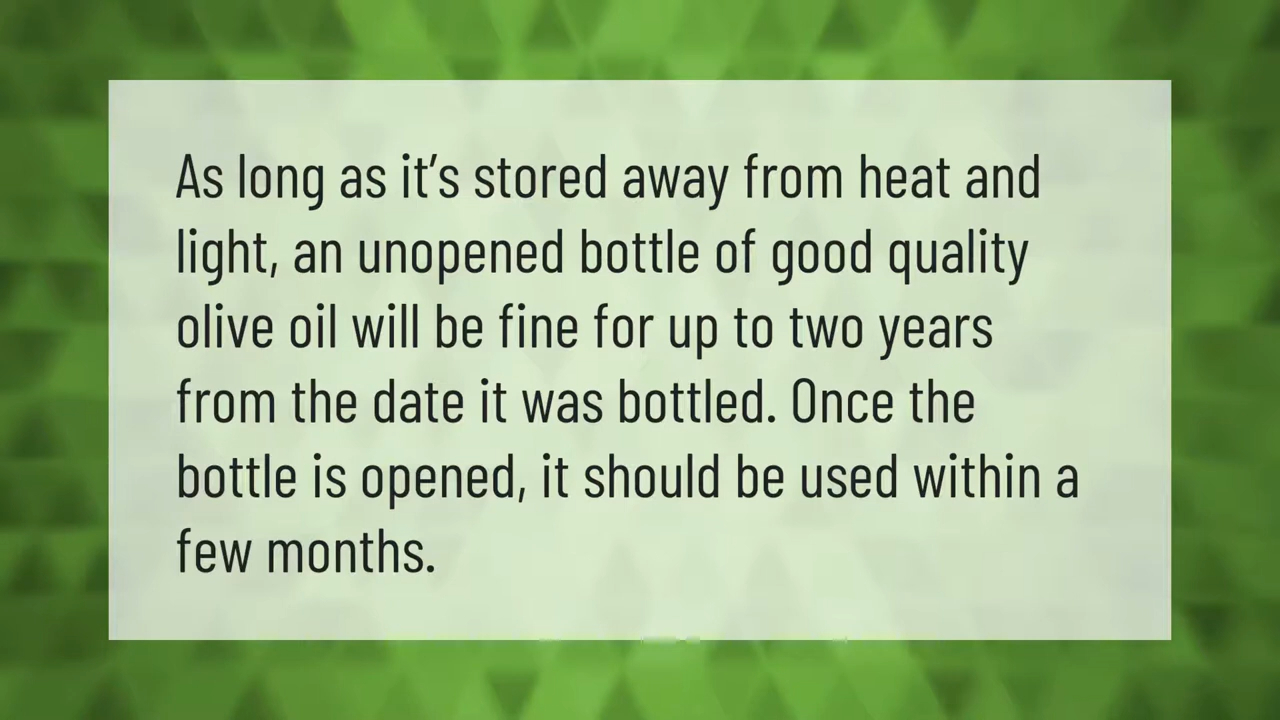 As long as it’s stored away from heat and
light, an unopened bottle of good quality
olive oil will be fine for up to two years
from the date it was bottled. Once the
bottle is opened, it should be used within a
few months.